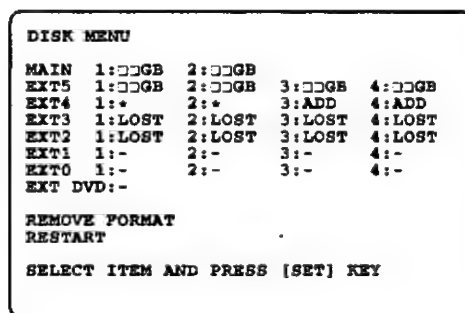 DISK MENU
MAIN 1:□□GB 2:□□GB
EXT5 1:□□GB 2:□□GB 3:□□GB 4:□□GB
EXT4 1:* 2:* 3:ADD 4:ADD
EXT3 1:LOST 2:LOST 3:LOST 4:LOST
EXT2 1:LOST 2:LOST 3:LOST 4:LOST
EXT1 1:- 2:- 3:- 4:-
EXT0 1:- 2:- 3:- 4:-
EXT DVD:-
REMOVE FORMAT
RESTART
SELECT ITEM AND PRESS [SET] KEY